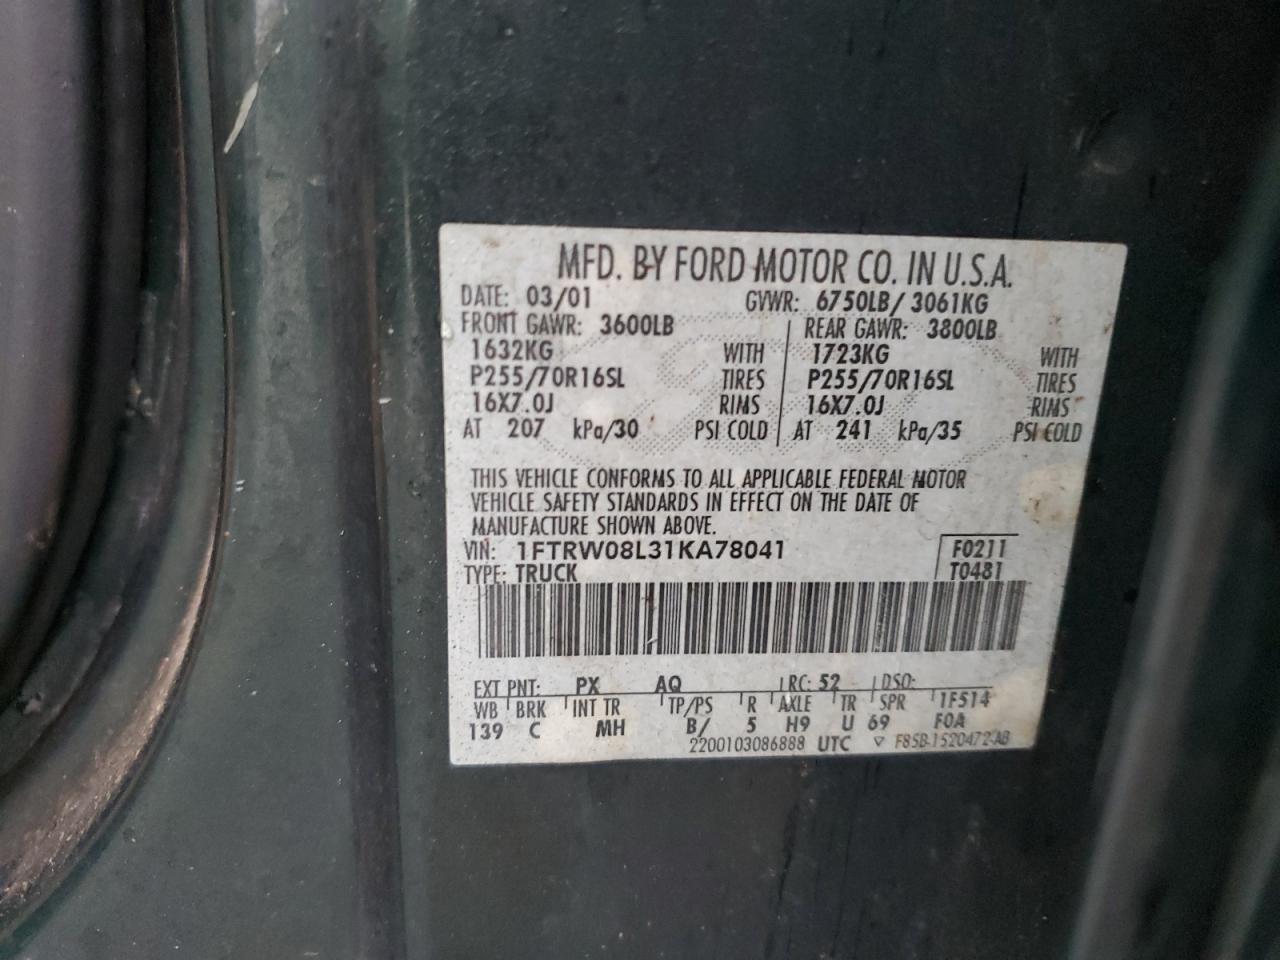 MFD. BY FORD MOTOR CO. IN U.S.A.
DATE: 03/01 GVWR: 6750LB/ 3061KG
FRONT GAWR: 3600LB REAR GAWR: 3800LB
1632KG WITH 1723KG WITH
P255/70R16SL TIRES P255/70R16SL TIRES
16X7.0J RIMS 16X7.0J RIMS
AT 207 kPa/30 PSI COLD AT 241 kPa/35 PSI COLD
THIS VEHICLE CONFORMS TO ALL APPLICABLE FEDERAL MOTOR
VEHICLE SAFETY STANDARDS IN EFFECT ON THE DATE OF
MANUFACTURE SHOWN ABOVE.
VIN: 1FTRW08L31KA78041 F0211
TYPE: TRUCK T0481
EXT PNT: PX AQ RC: 52 DSO:
WB BRK INT TR TP/PS R AXLE TR SPR 1F514
139 C MH B/ 5 H9 U 69 F0A
2200103086888 UTC ▽ F85B-1520472-AB